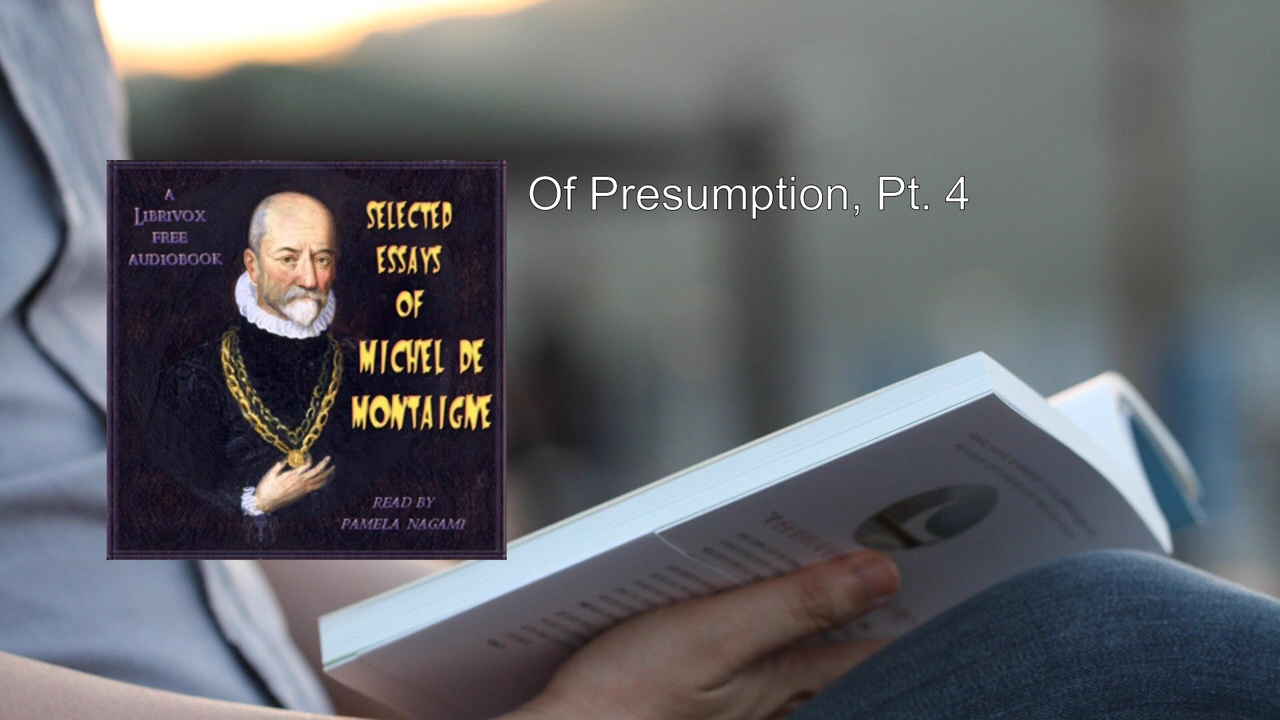 A
LIBRIVOX
FREE
AUDIOBOOK
SELECTED
ESSAYS
OF
MICHEL DE
MONTAIGNE
READ BY
PAMELA NAGAMI
Of Presumption, Pt. 4